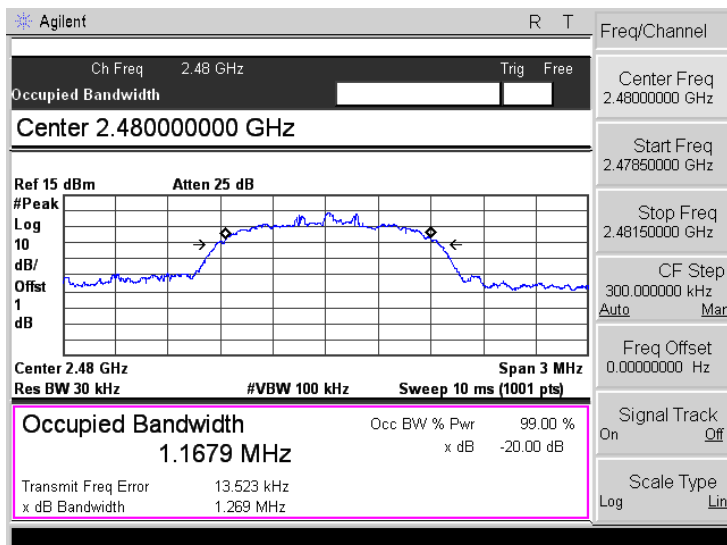 Agilent R T
Ch Freq 2.48 GHz Trig Free
Occupied Bandwidth
Center 2.480000000 GHz
Ref 15 dBm Atten 25 dB
#Peak
Log
10
dB/
Offst
1
dB
Center 2.48 GHz Span 3 MHz
Res BW 30 kHz #VBW 100 kHz Sweep 10 ms (1001 pts)
Occupied Bandwidth
1.1679 MHz
Occ BW % Pwr 99.00 %
x dB -20.00 dB
Transmit Freq Error 13.523 kHz
x dB Bandwidth 1.269 MHz
Freq/Channel
Center Freq
2.48000000 GHz
Start Freq
2.47850000 GHz
Stop Freq
2.48150000 GHz
CF Step
300.000000 kHz
Auto Man
Freq Offset
0.00000000 Hz
Signal Track
On Off
Scale Type
Log Lin